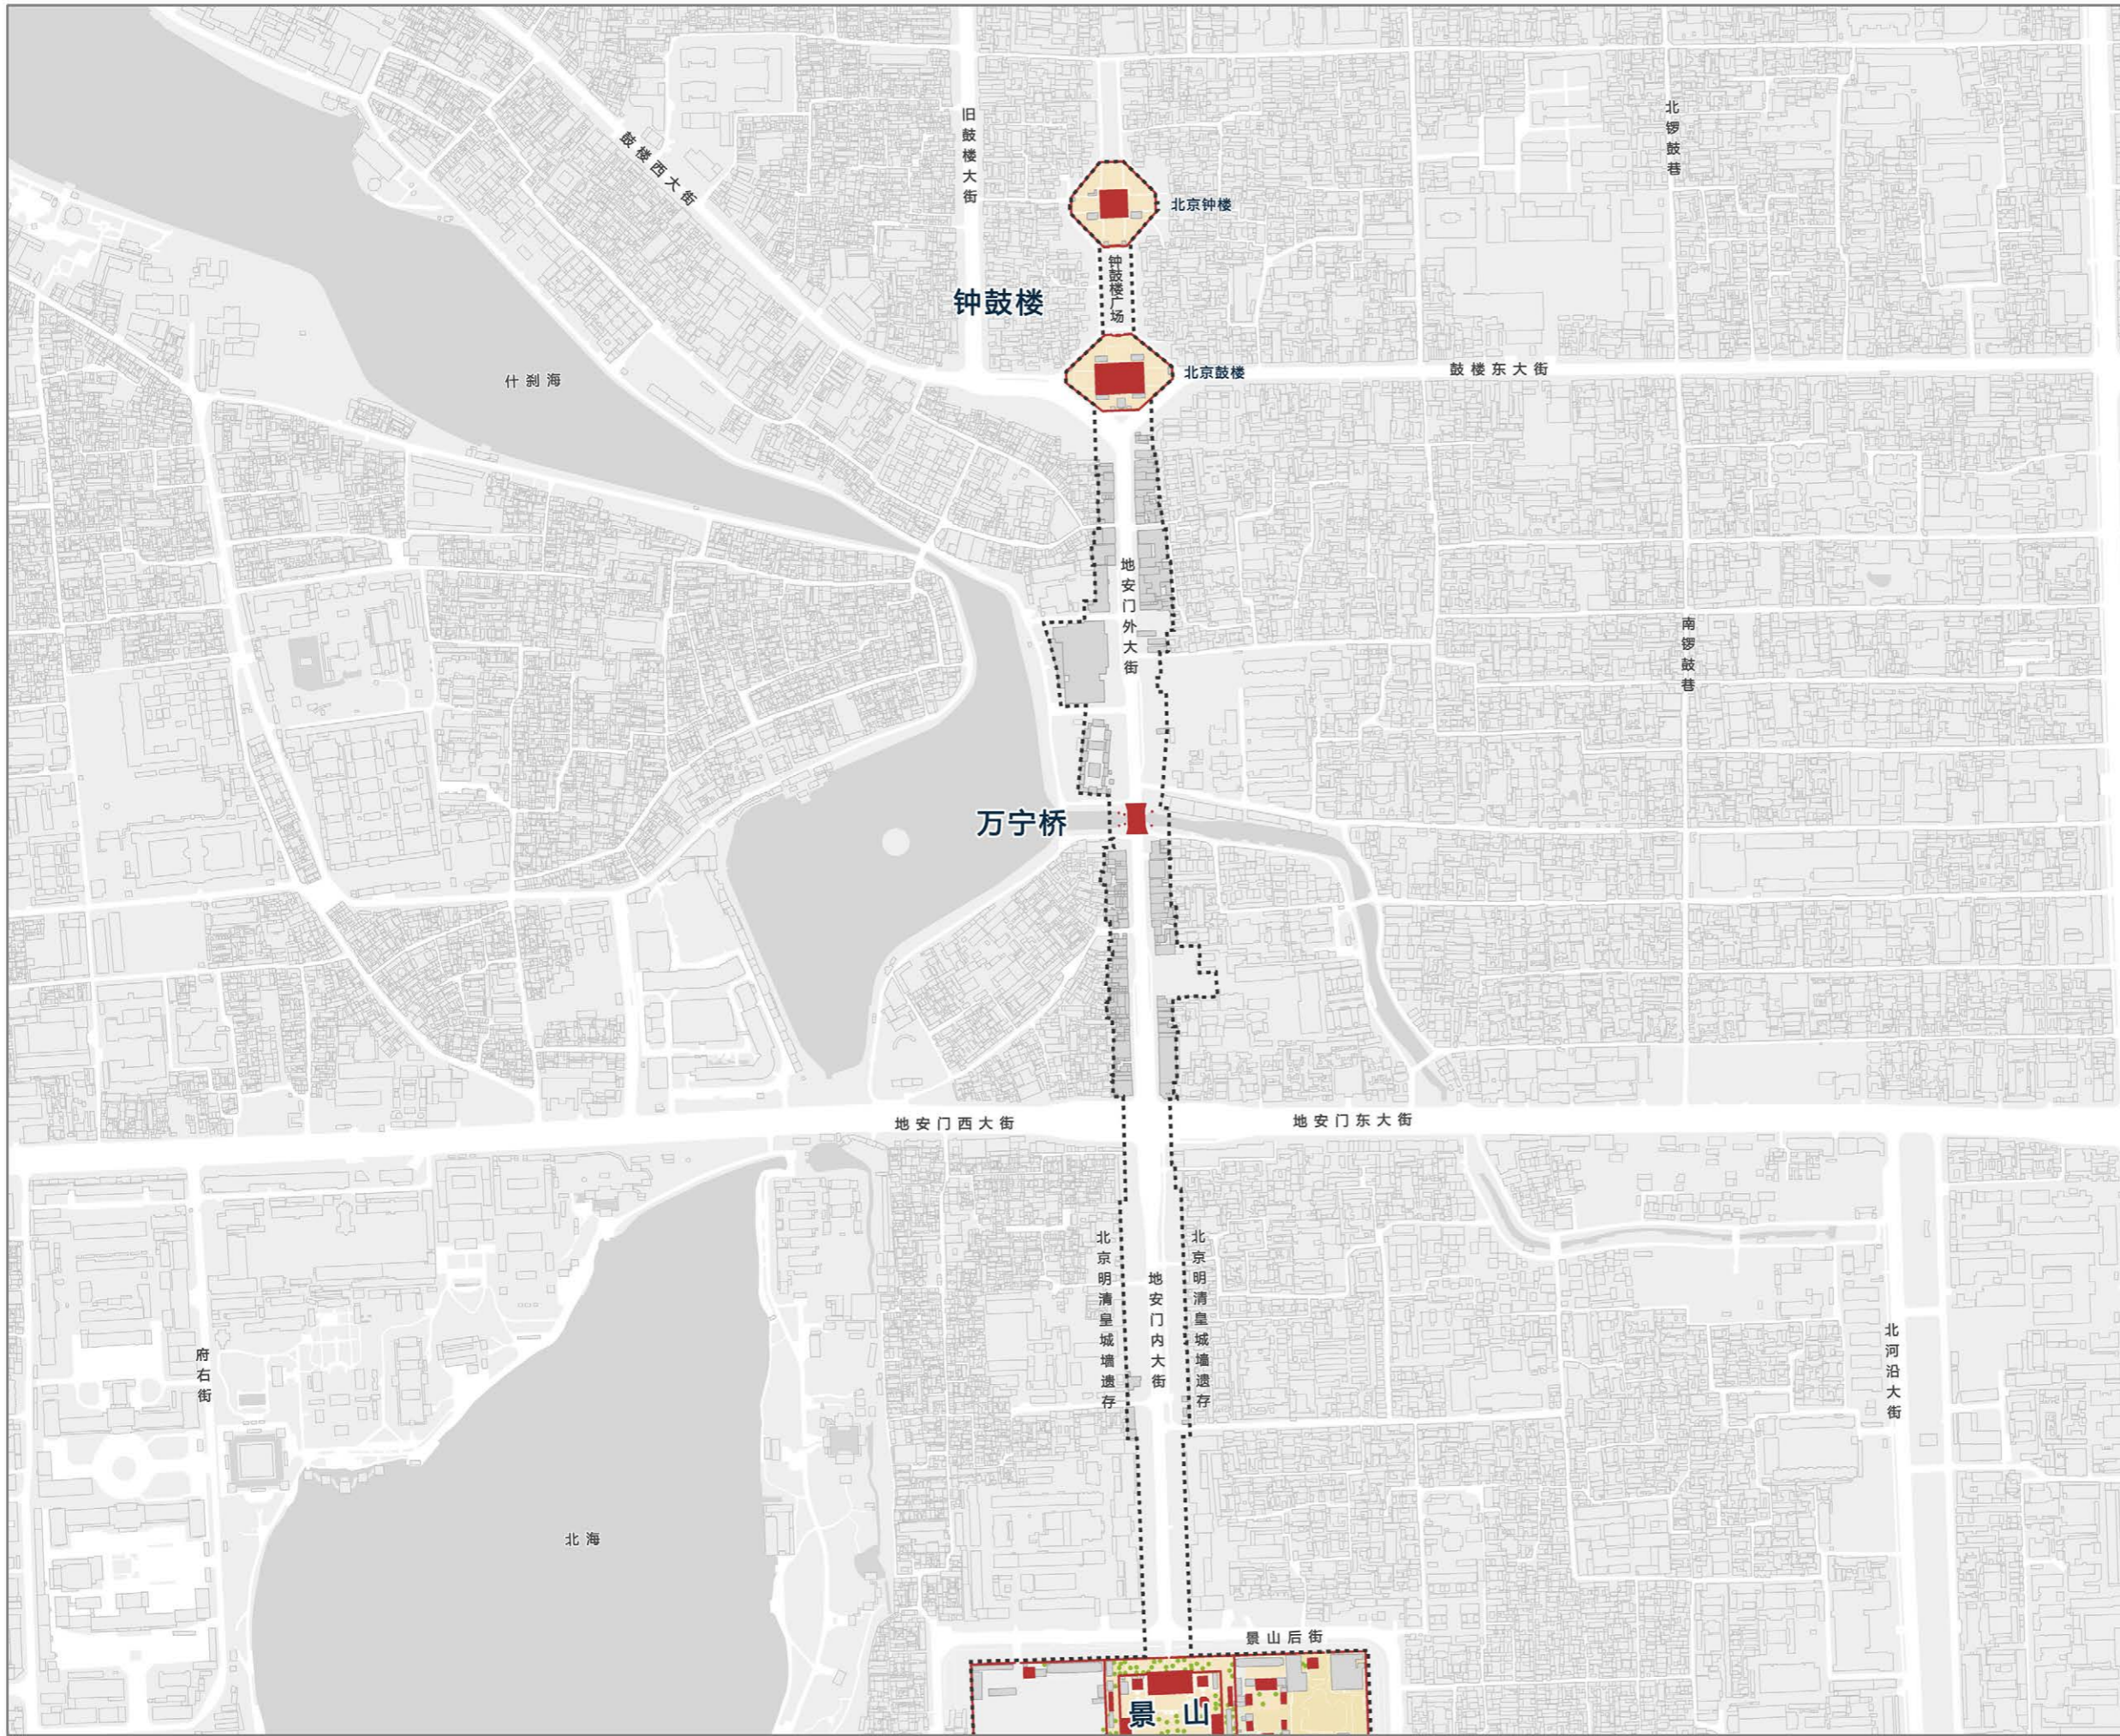 北锣鼓巷
旧鼓楼大街
鼓楼西大街
北京钟楼
钟鼓楼广场
钟鼓楼
鼓楼东大街
北京鼓楼
什刹海
地安门外大街
南锣鼓巷
万宁桥
地安门西大街
地安门东大街
北京明清皇城墙遗存
地安门内大街
北京明清皇城墙遗存
府右街
北河沿大街
北海
景山后街
景山